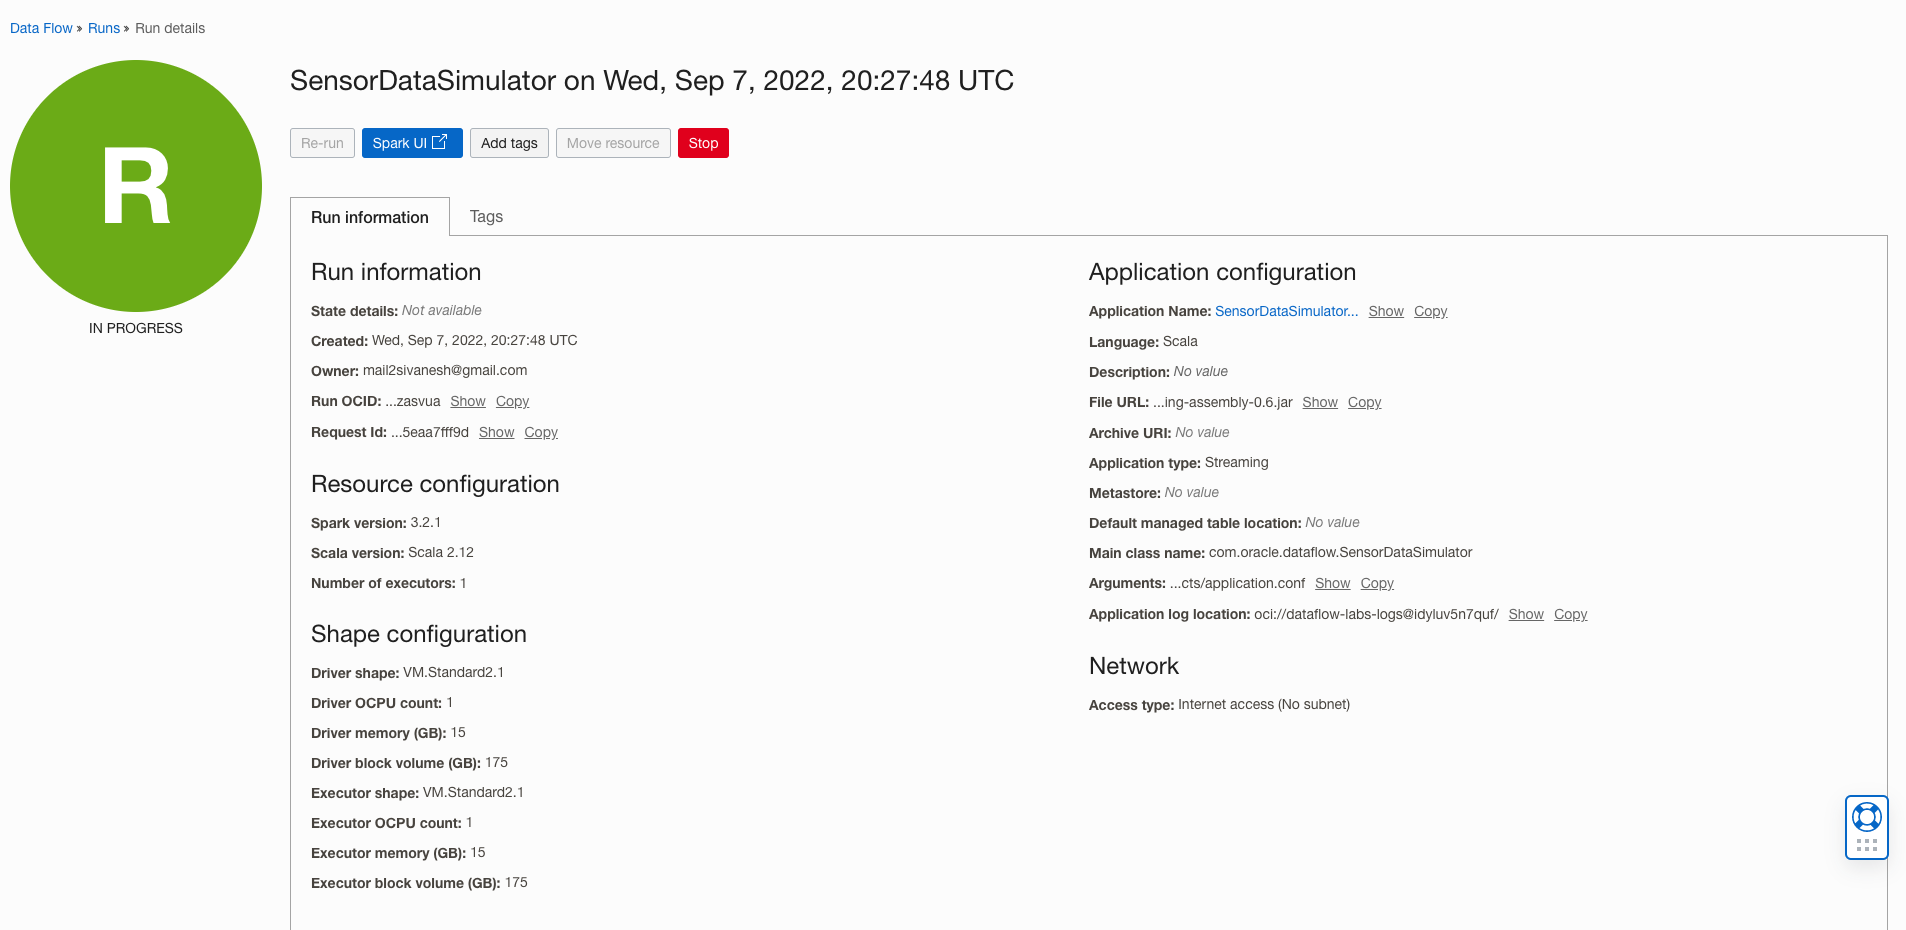 Data Flow » Runs » Run details
R
IN PROGRESS
SensorDataSimulator on Wed, Sep 7, 2022, 20:27:48 UTC
Re-run Spark UI Add tags Move resource Stop
Run information Tags
Run information
State details: Not available
Created: Wed, Sep 7, 2022, 20:27:48 UTC
Owner: mail2sivanesh@gmail.com
Run OCID: ...zasvua Show Copy
Request Id: ...5eaa7fff9d Show Copy
Resource configuration
Spark version: 3.2.1
Scala version: Scala 2.12
Number of executors: 1
Shape configuration
Driver shape: VM.Standard2.1
Driver OCPU count: 1
Driver memory (GB): 15
Driver block volume (GB): 175
Executor shape: VM.Standard2.1
Executor OCPU count: 1
Executor memory (GB): 15
Executor block volume (GB): 175
Application configuration
Application Name: SensorDataSimulator... Show Copy
Language: Scala
Description: No value
File URL: ...ing-assembly-0.6.jar Show Copy
Archive URI: No value
Application type: Streaming
Metastore: No value
Default managed table location: No value
Main class name: com.oracle.dataflow.SensorDataSimulator
Arguments: ...cts/application.conf Show Copy
Application log location: oci://dataflow-labs-logs@idyluv5n7quf/ Show Copy
Network
Access type: Internet access (No subnet)